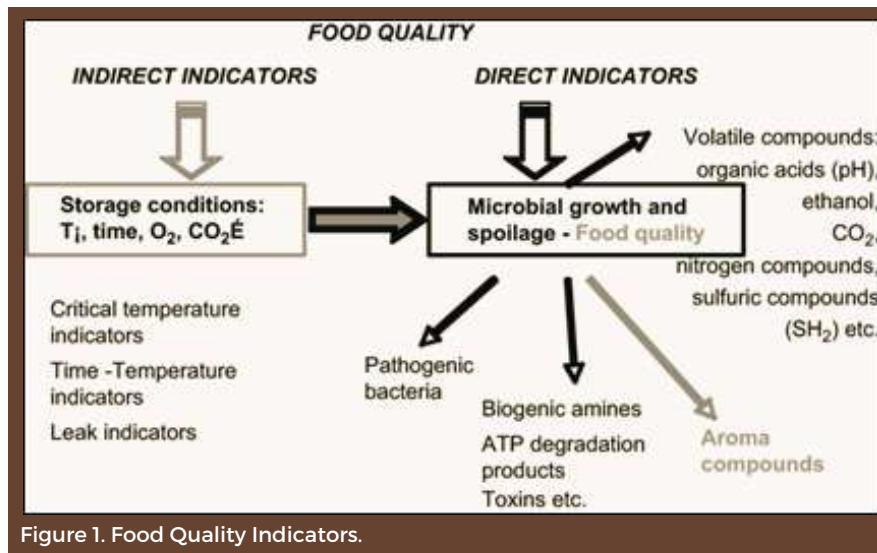 FOOD QUALITY
INDIRECT INDICATORS
DIRECT INDICATORS
Storage conditions:
T¡, time, O₂, CO₂É
Microbial growth and
spoilage - Food quality
Volatile compounds:
organic acids (pH),
ethanol,
CO₂,
nitrogen compounds,
sulfuric compounds
(SH₂) etc.
Critical temperature
indicators
Time -Temperature
indicators
Leak indicators
Pathogenic
bacteria
Biogenic amines
ATP degradation
products
Toxins etc.
Aroma
compounds
Figure 1. Food Quality Indicators.